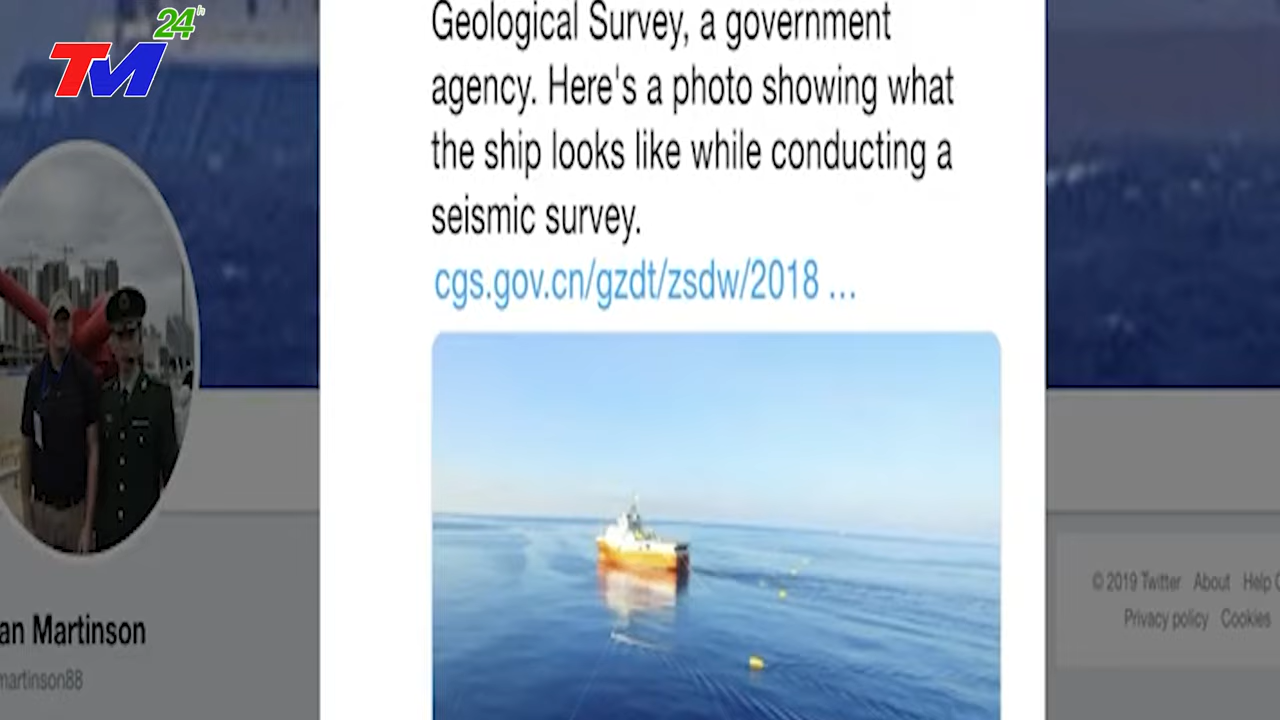 TM 24h
Geological Survey, a government
agency. Here's a photo showing what
the ship looks like while conducting a
seismic survey.
cgs.gov.cn/gzdt/zsdw/2018 ...
an Martinson
martinson88
© 2019 Twitter About Help
Privacy policy Cookies